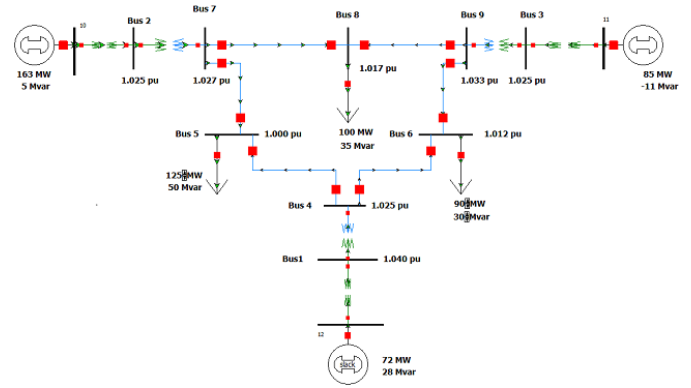 10
Bus 2
Bus 7
Bus 8
Bus 9
Bus 3
11
163 MW
5 Mvar
1.025 pu
1.027 pu
1.017 pu
1.033 pu
1.025 pu
85 MW
-11 Mvar
Bus 5
1.000 pu
100 MW
35 Mvar
Bus 6
1.012 pu
125 MW
50 Mvar
Bus 4
1.025 pu
90 MW
30 Mvar
Bus1
1.040 pu
12
slack
72 MW
28 Mvar